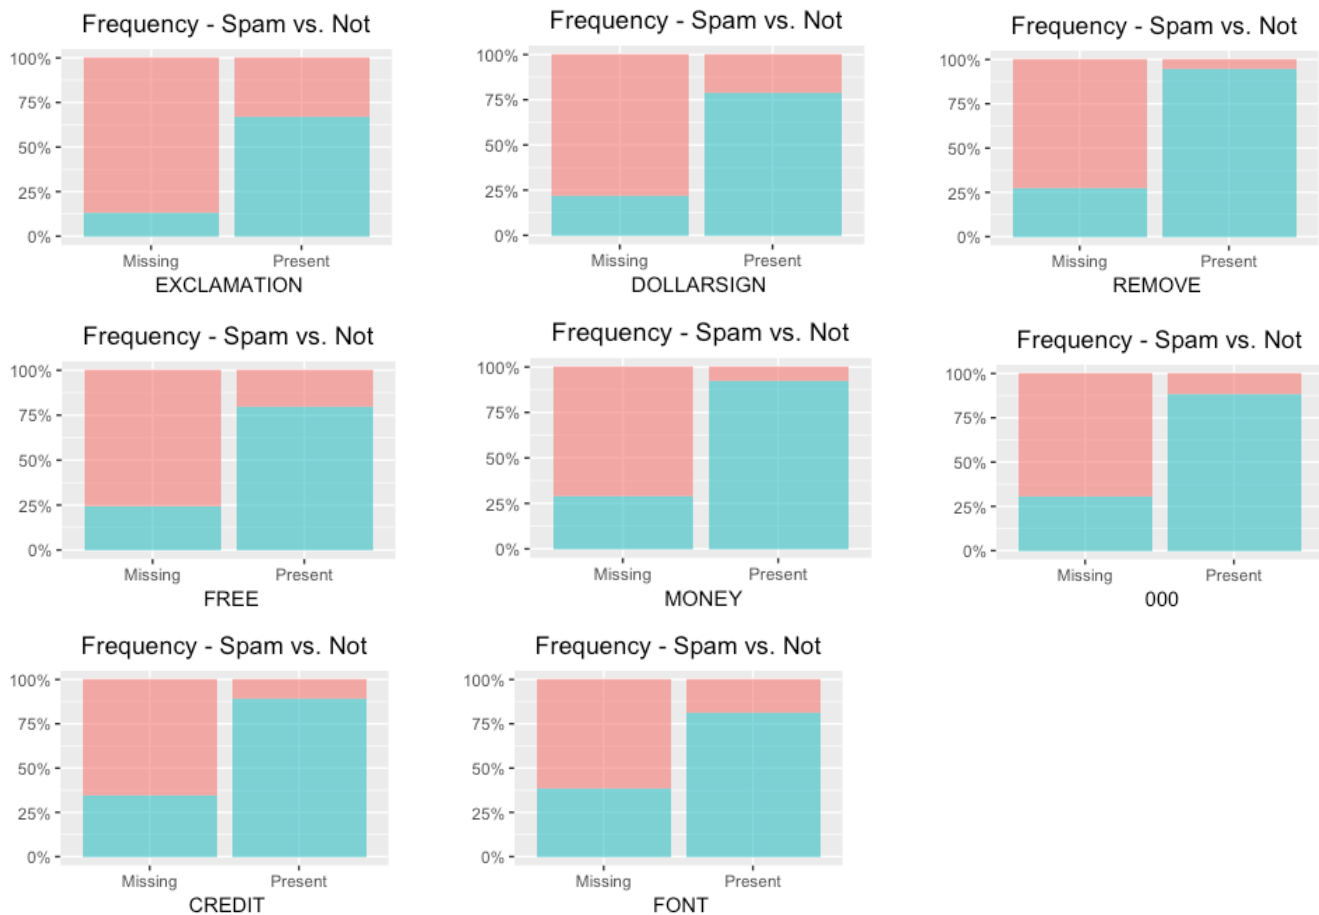 Frequency - Spam vs. Not
100%
75%
50%
25%
0%
Missing Present
EXCLAMATION
Frequency - Spam vs. Not
100%
75%
50%
25%
0%
Missing Present
DOLLARSIGN
Frequency - Spam vs. Not
100%
75%
50%
25%
0%
Missing Present
REMOVE
Frequency - Spam vs. Not
100%
75%
50%
25%
0%
Missing Present
FREE
Frequency - Spam vs. Not
100%
75%
50%
25%
0%
Missing Present
MONEY
Frequency - Spam vs. Not
100%
75%
50%
25%
0%
Missing Present
000
Frequency - Spam vs. Not
100%
75%
50%
25%
0%
Missing Present
CREDIT
Frequency - Spam vs. Not
100%
75%
50%
25%
0%
Missing Present
FONT